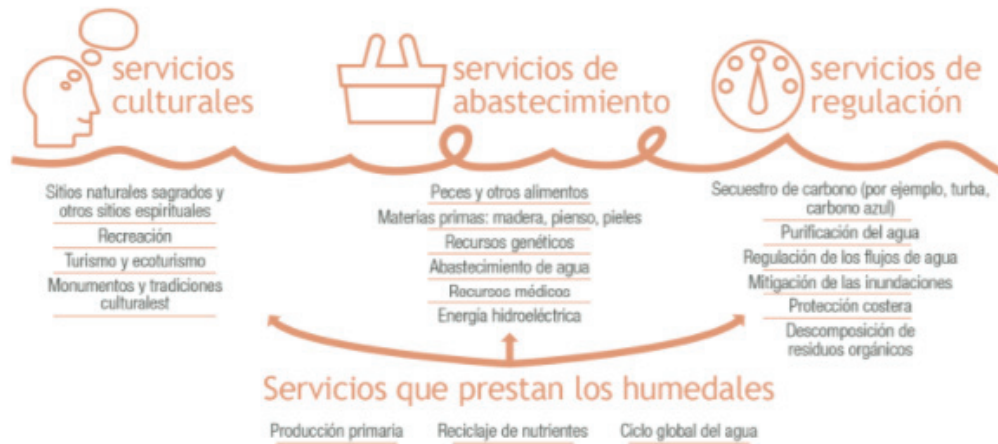 servicios
culturales
Sitios naturales sagrados y
otros sitios espirituales
Recreación
Turismo y ecoturismo
Monumentos y tradiciones
culturalest
servicios de
abastecimiento
Peces y otros alimentos
Materias primas: madera, pienso, pieles
Recursos genéticos
Abastecimiento de agua
Recursos médicos
Energía hidroeléctrica
servicios de
regulación
Secuestro de carbono (por ejemplo, turba,
carbono azul)
Purificación del agua
Regulación de los flujos de agua
Mitigación de las inundaciones
Protección costera
Descomposición de
residuos orgánicos
Servicios que prestan los humedales
Producción primaria
Reciclaje de nutrientes
Ciclo global del agua